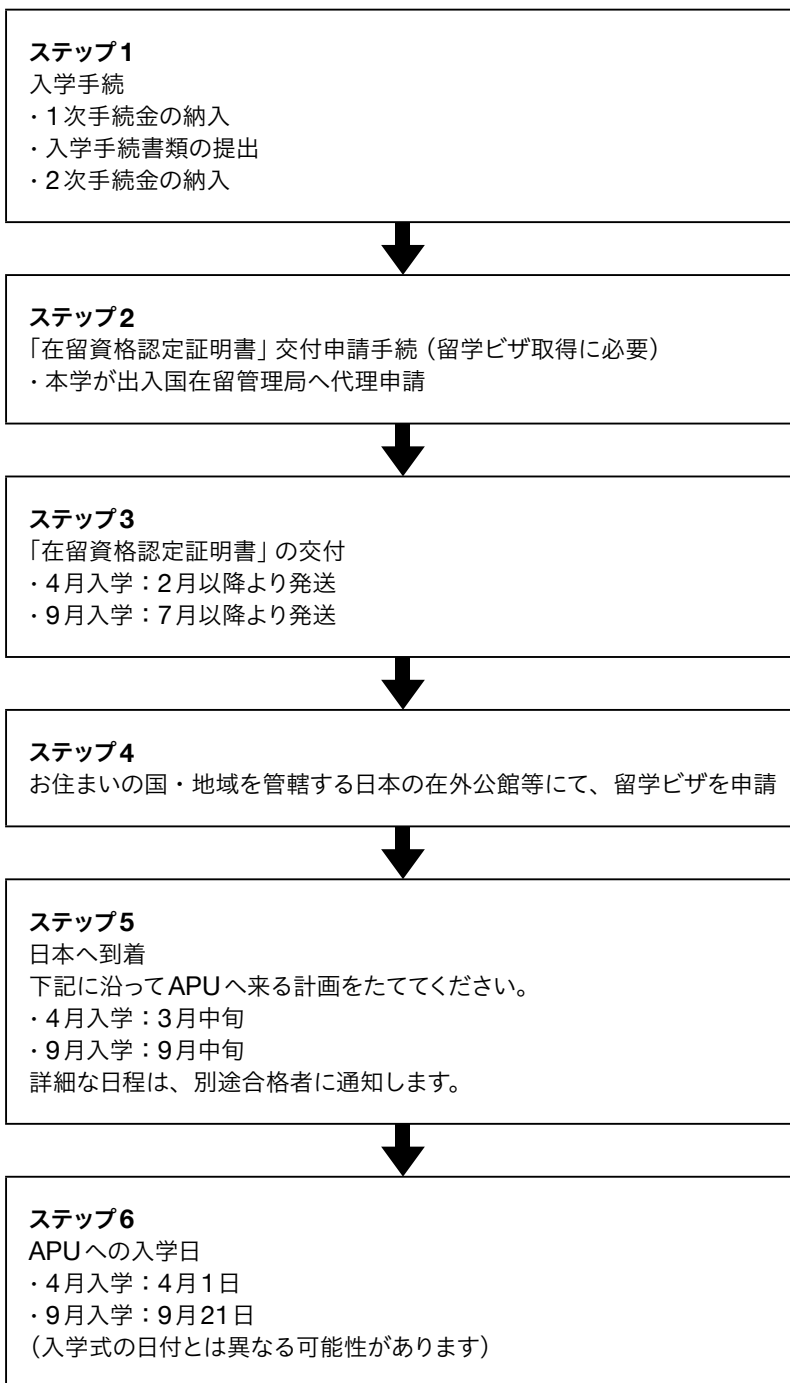 ステップ1
入学手続
・1次手続金の納入
・入学手続書類の提出
・2次手続金の納入
ステップ2
「在留資格認定証明書」交付申請手続（留学ビザ取得に必要）
・本学が出入国在留管理局へ代理申請
ステップ3
「在留資格認定証明書」の交付
・4月入学：2月以降より発送
・9月入学：7月以降より発送
ステップ4
お住まいの国・地域を管轄する日本の在外公館等にて、留学ビザを申請
ステップ5
日本へ到着
下記に沿ってAPUへ来る計画をたててください。
・4月入学：3月中旬
・9月入学：9月中旬
詳細な日程は、別途合格者に通知します。
ステップ6
APUへの入学日
・4月入学：4月1日
・9月入学：9月21日
（入学式の日付とは異なる可能性があります）